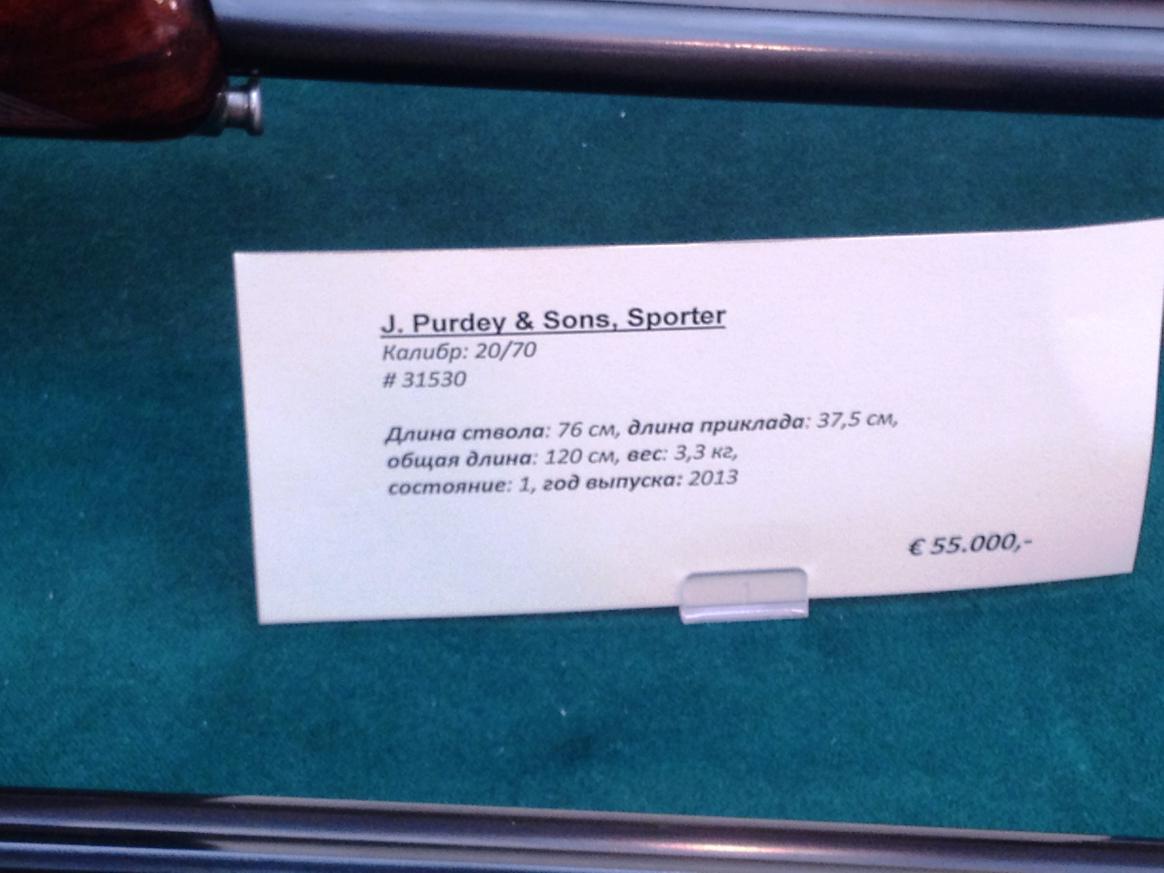 J. Purdey & Sons, Sporter
Калибр: 20/70
# 31530
Длина ствола: 76 см, длина приклада: 37,5 см,
общая длина: 120 см, вес: 3,3 кг,
состояние: 1, год выпуска: 2013
€ 55.000,-